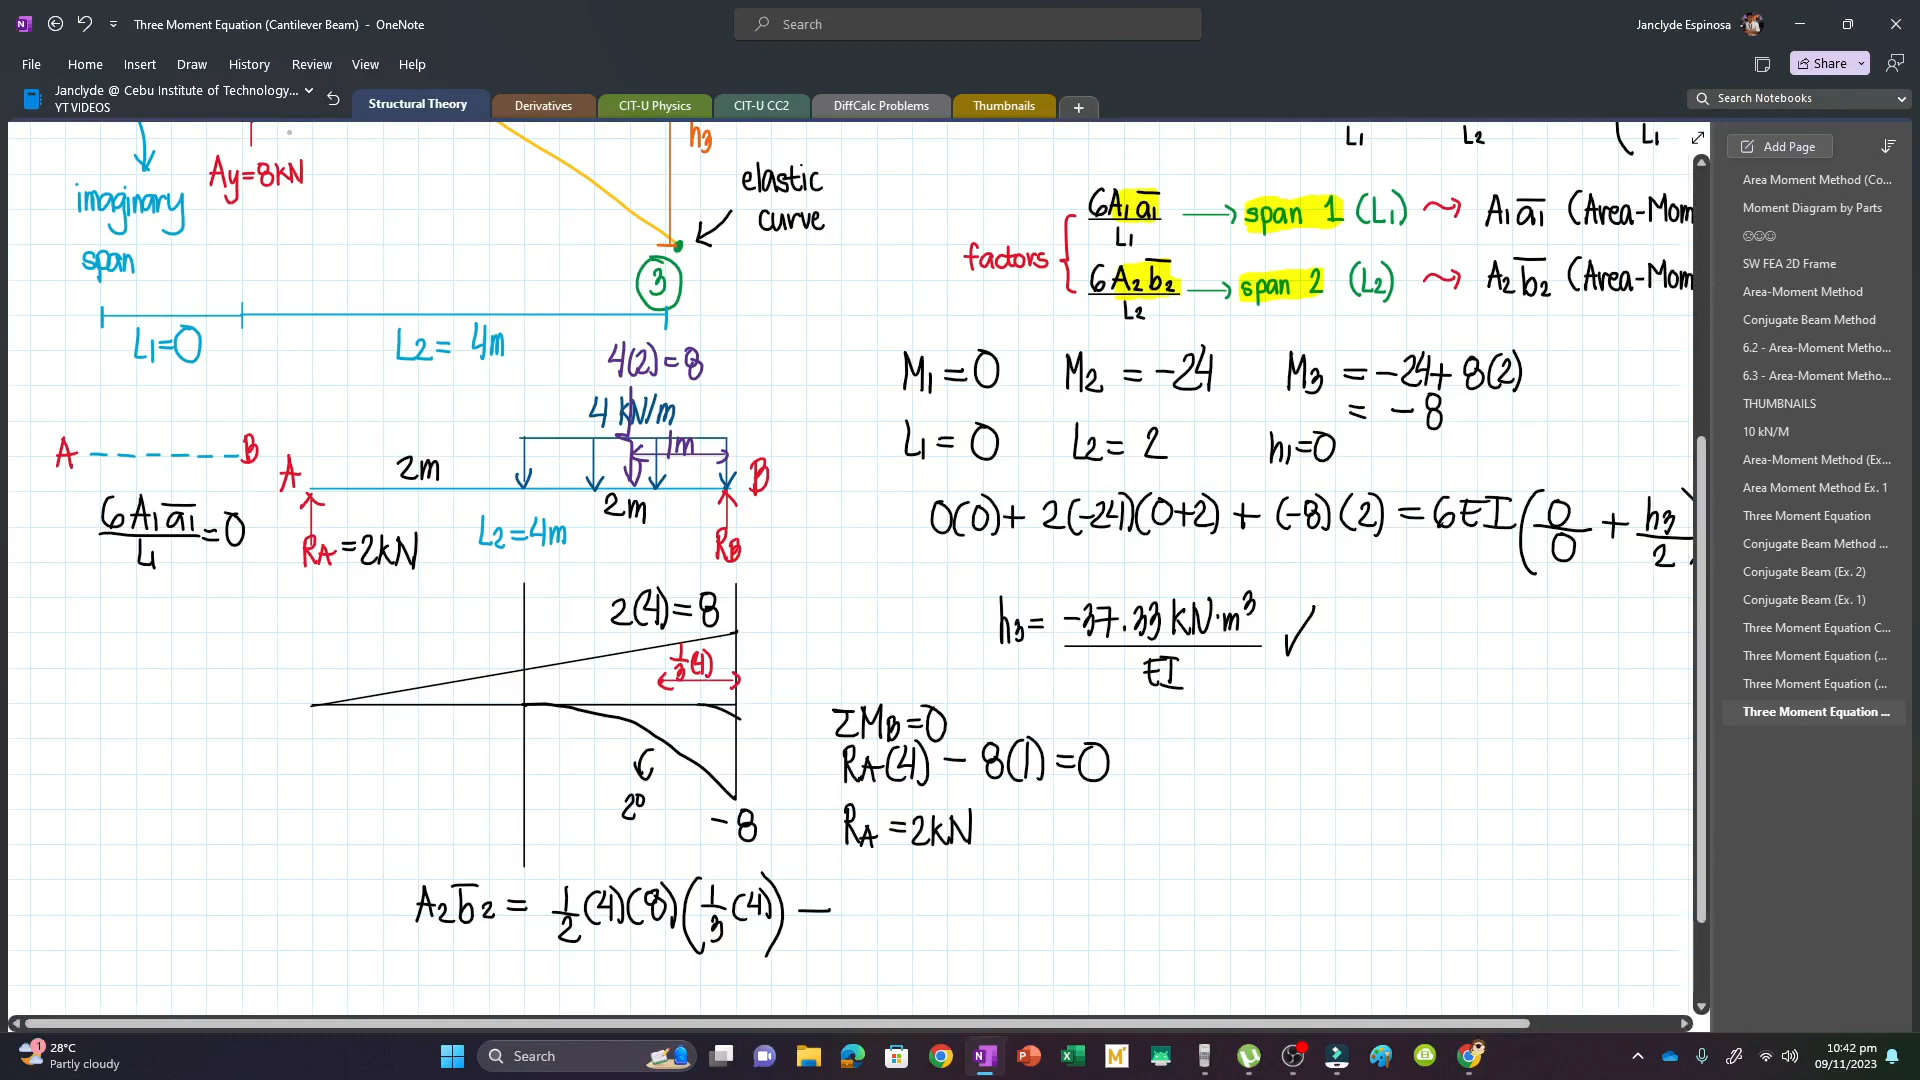 Three Moment Equation (Cantilever Beam) - OneNote
Search
Janclyde Espinosa
File Home Insert Draw History Review View Help
Share
Janclyde @ Cebu Institute of Technology...
YT VIDEOS
Structural Theory
Derivatives
CIT-U Physics
CIT-U CC2
DiffCalc Problems
Thumbnails
Search Notebooks
Add Page
Area Moment Method (Co...
Moment Diagram by Parts
☹☺☺
SW FEA 2D Frame
Area-Moment Method
Conjugate Beam Method
6.2 - Area-Moment Metho...
6.3 - Area-Moment Metho...
THUMBNAILS
10 kN/M
Area-Moment Method (Ex...
Area Moment Method Ex. 1
Three Moment Equation
Conjugate Beam Method ...
Conjugate Beam (Ex. 2)
Conjugate Beam (Ex. 1)
Three Moment Equation C...
Three Moment Equation (...
Three Moment Equation (...
Three Moment Equation ...
h3
Ay=8kN
imaginary
span
elastic
curve
3
L1=0
L2= 4m
L1 L2 (L1
factors { 6A1a̅1/L1 → span 1 (L1) ⇝ A1a̅1 (Area-Mom
6A2b̅2/L2 → span 2 (L2) ⇝ A2b̅2 (Area-Mom
4(2)=8
4 kN/m
1m
A B
A 2m B
2m
L2=4m
6A1a̅1/L1=0
RA=2kN
RB
M1=0 M2=-24 M3=-24+8(2)
= -8
L1=0 L2=2 h1=0
0(0)+2(-24)(0+2)+(-8)(2)=6EI(0/0+h3/2)
h3= -37.33 kN·m³/EI ✓
2(4)=8
1/3(4)
2°
-8
ΣMB=0
RA(4)-8(1)=0
RA=2kN
A2b̅2= 1/2(4)(8)(1/3(4)) -
28°C
Partly cloudy
Search
10:42 pm
09/11/2023